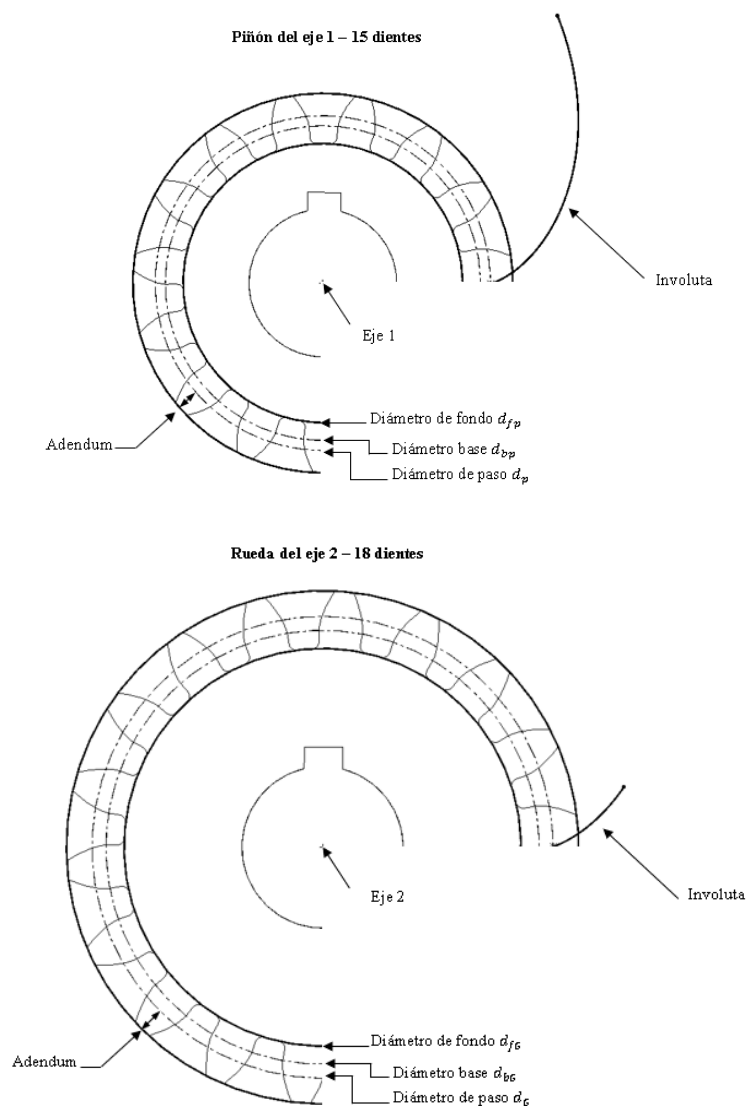 Piñón del eje 1 – 15 dientes
Involuta
Eje 1
Diámetro de fondo d_fp
Adendum
Diámetro base d_bp
Diámetro de paso d_p
Rueda del eje 2 – 18 dientes
Eje 2
Involuta
Diámetro de fondo d_fG
Adendum
Diámetro base d_bG
Diámetro de paso d_G